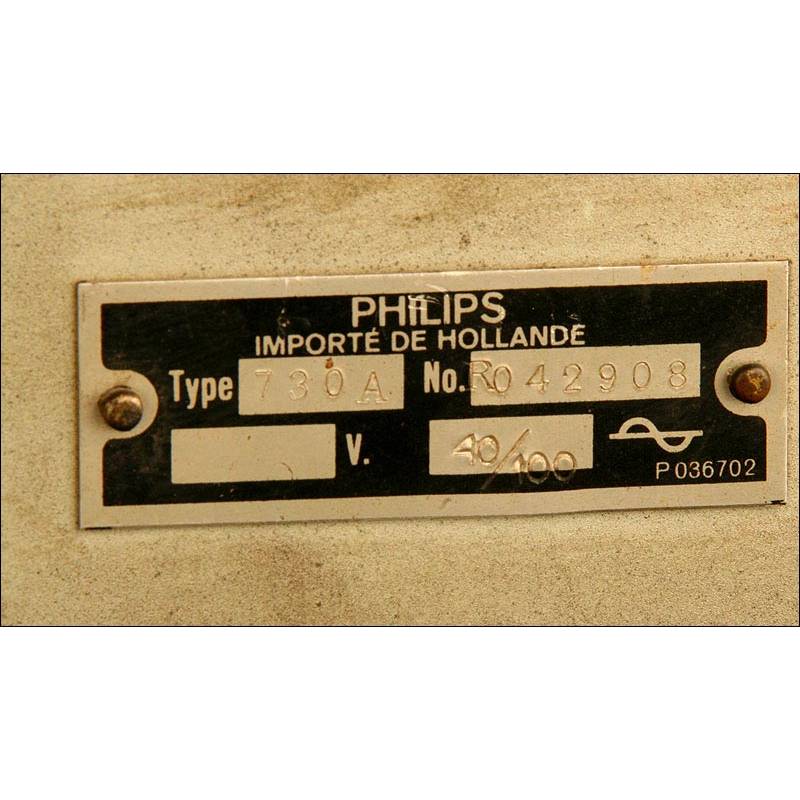 PHILIPS
IMPORTÉ DE HOLLANDE
Type 730A No. R042908
V. 40/100
P 036702